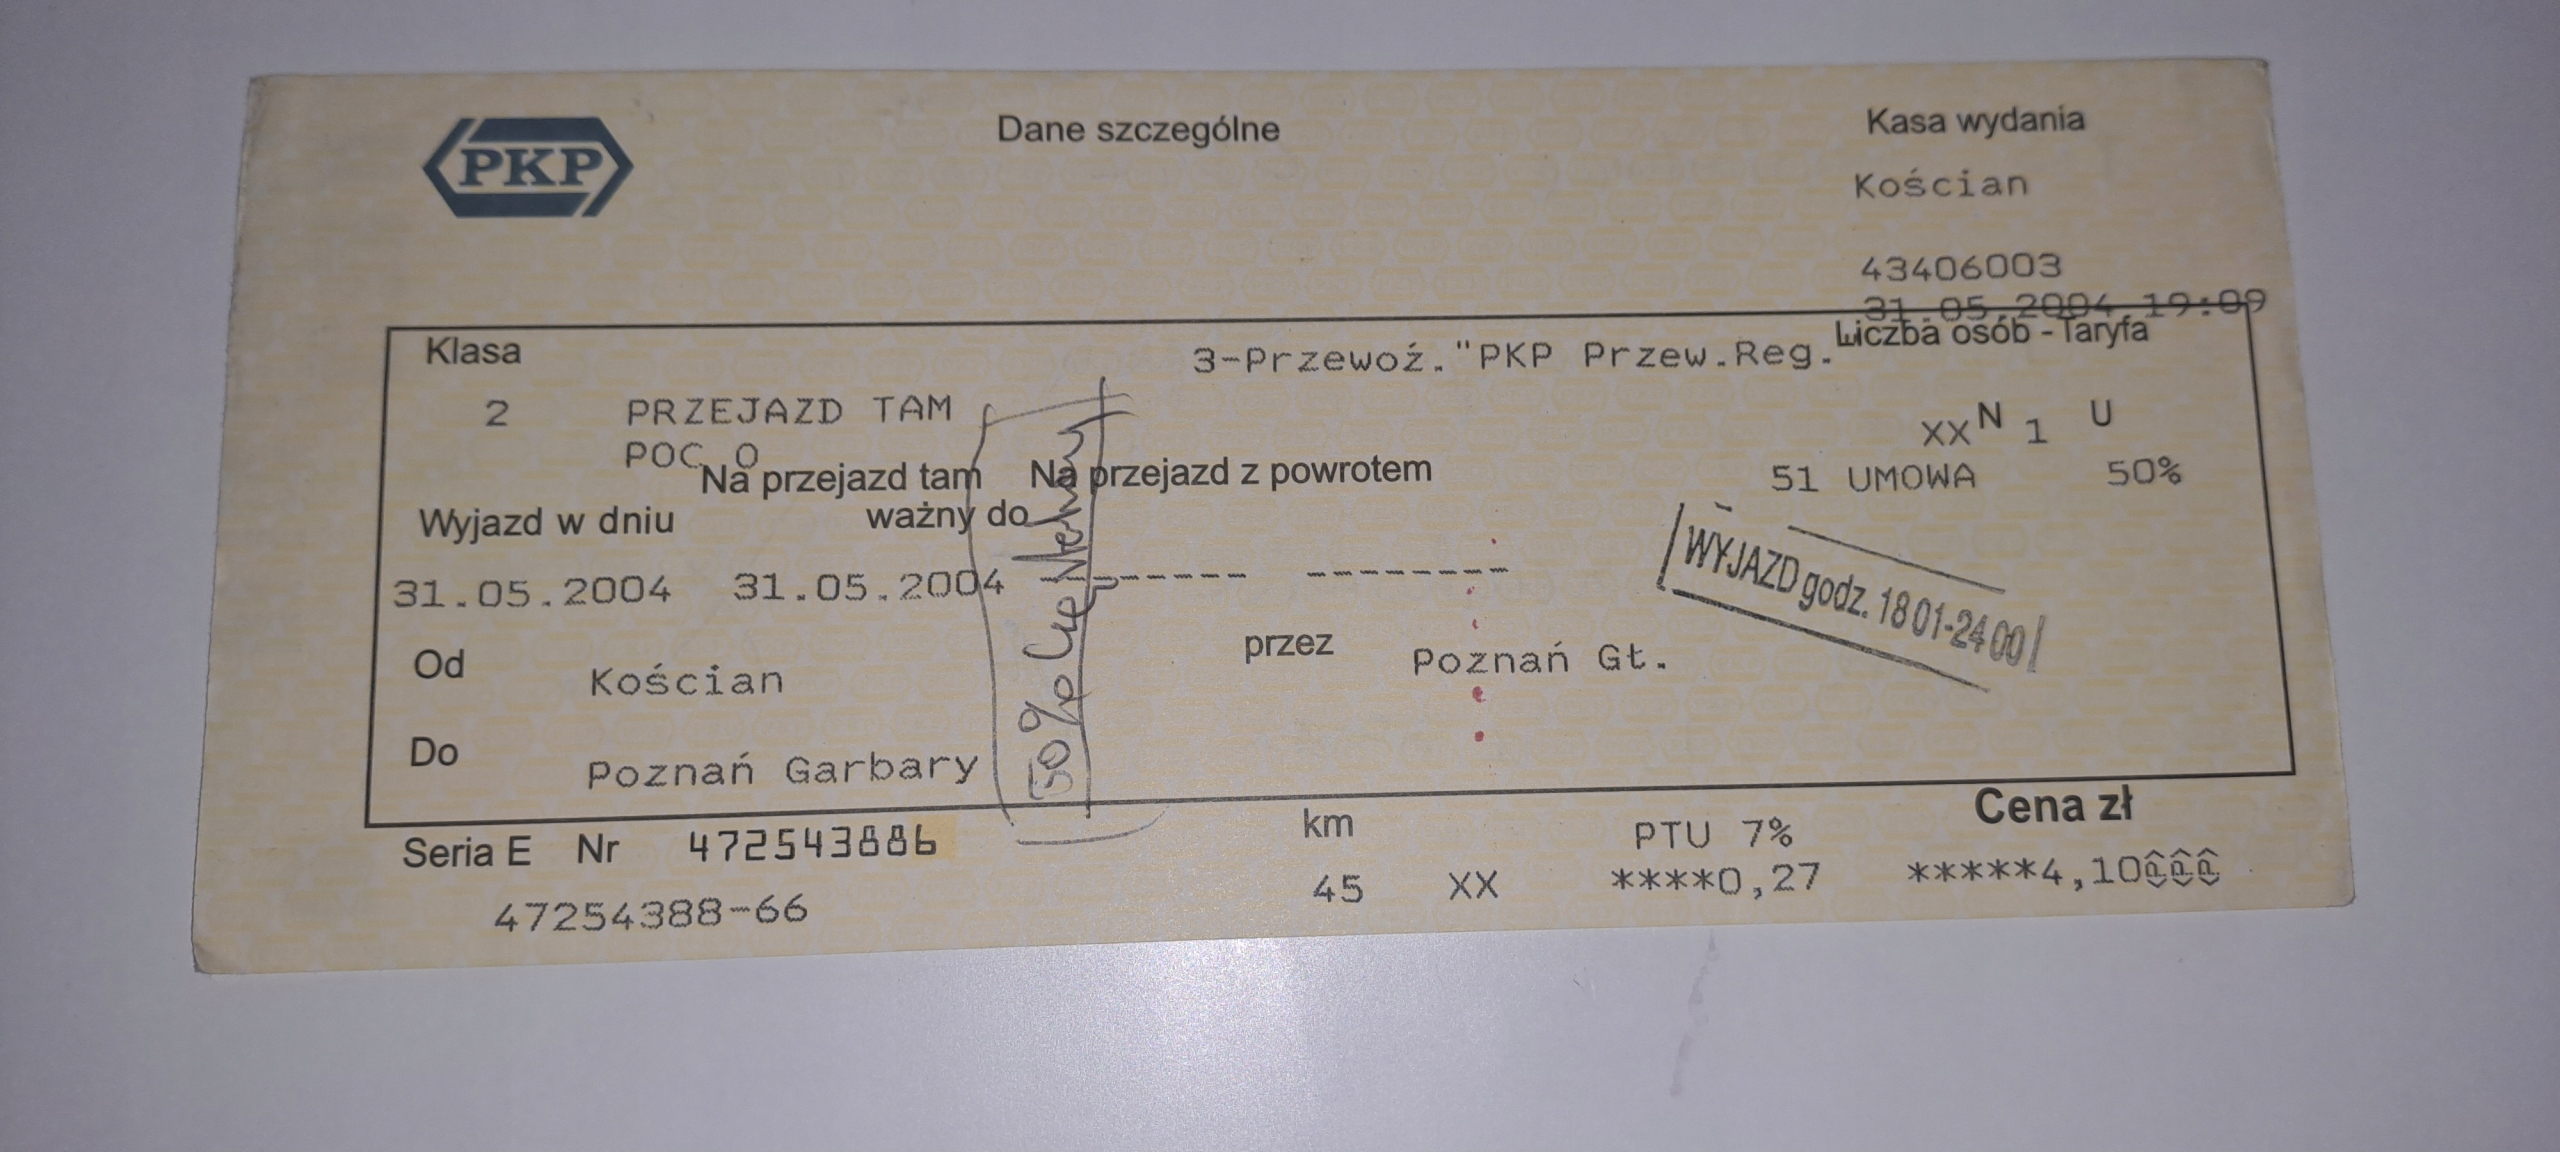 PKP
Dane szczególne
Kasa wydania
Kościan
43406003
31.05.2004 19:09
Klasa
3-Przewoź."PKP Przew.Reg.
Liczba osób - Taryfa
2 PRZEJAZD TAM
XX N 1 U
POC O
51 UMOWA 50%
Na przejazd tam Na przejazd z powrotem
Wyjazd w dniu ważny do
31.05.2004 31.05.2004 -------- --------
WYJAZD godz. 18 01-24 00
50%
Od Kościan przez Poznań Gł.
Do Poznań Garbary
Seria E Nr 472543886
47254388-66
km
45 XX
PTU 7%
****0,27
Cena zł
*****4,10